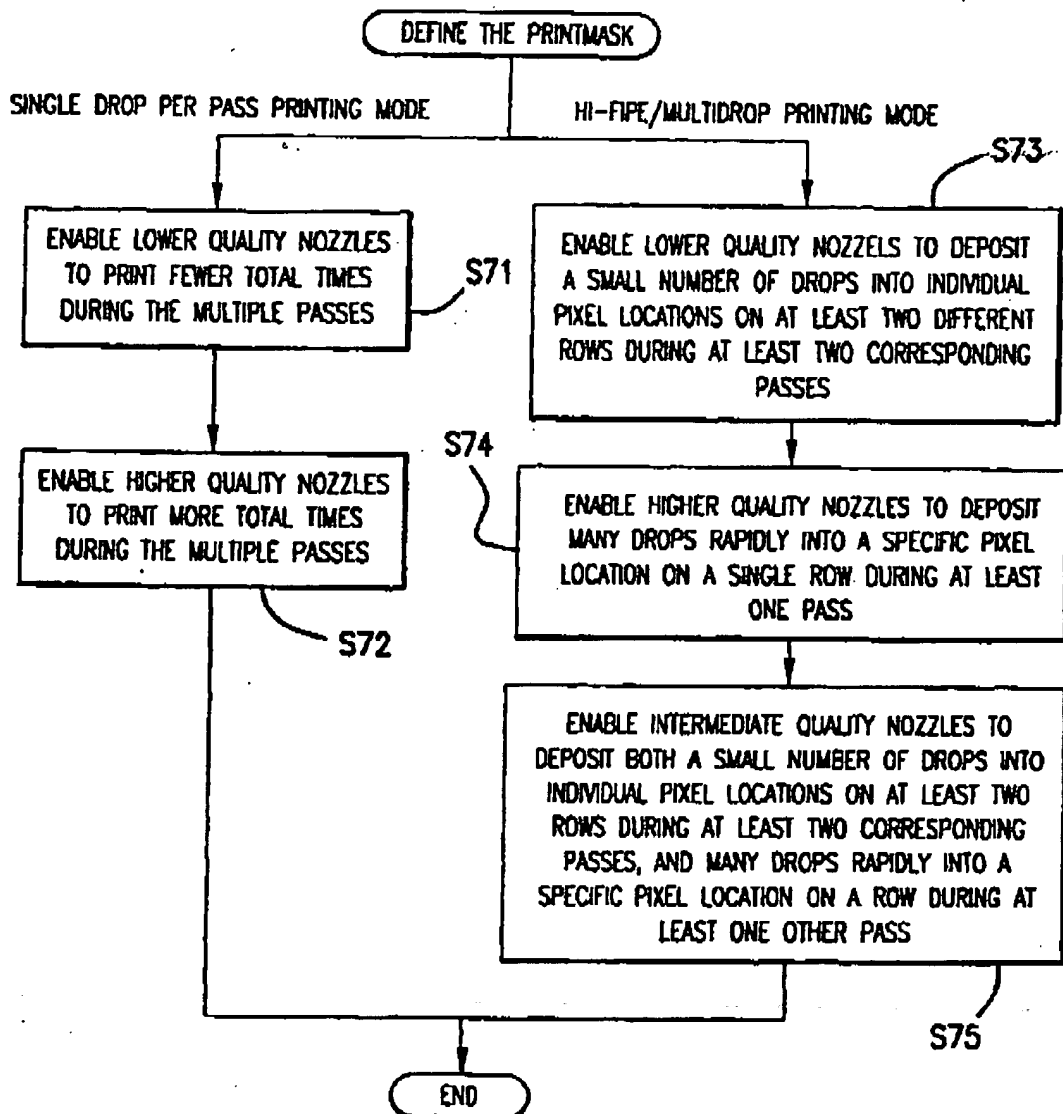 DEFINE THE PRINTMASK
SINGLE DROP PER PASS PRINTING MODE
HI-FIPE/MULTIDROP PRINTING MODE
S73
ENABLE LOWER QUALITY NOZZLES
TO PRINT FEWER TOTAL TIMES
DURING THE MULTIPLE PASSES
S71
ENABLE LOWER QUALITY NOZZELS TO DEPOSIT
A SMALL NUMBER OF DROPS INTO INDIVIDUAL
PIXEL LOCATIONS ON AT LEAST TWO DIFFERENT
ROWS DURING AT LEAST TWO CORRESPONDING
PASSES
S74
ENABLE HIGHER QUALITY NOZZLES
TO PRINT MORE TOTAL TIMES
DURING THE MULTIPLE PASSES
S72
ENABLE HIGHER QUALITY NOZZLES TO DEPOSIT
MANY DROPS RAPIDLY INTO A SPECIFIC PIXEL
LOCATION ON A SINGLE ROW DURING AT LEAST
ONE PASS
ENABLE INTERMEDIATE QUALITY NOZZLES TO
DEPOSIT BOTH A SMALL NUMBER OF DROPS INTO
INDIVIDUAL PIXEL LOCATIONS ON AT LEAST TWO
ROWS DURING AT LEAST TWO CORRESPONDING
PASSES, AND MANY DROPS RAPIDLY INTO A
SPECIFIC PIXEL LOCATION ON A ROW DURING AT
LEAST ONE OTHER PASS
S75
END